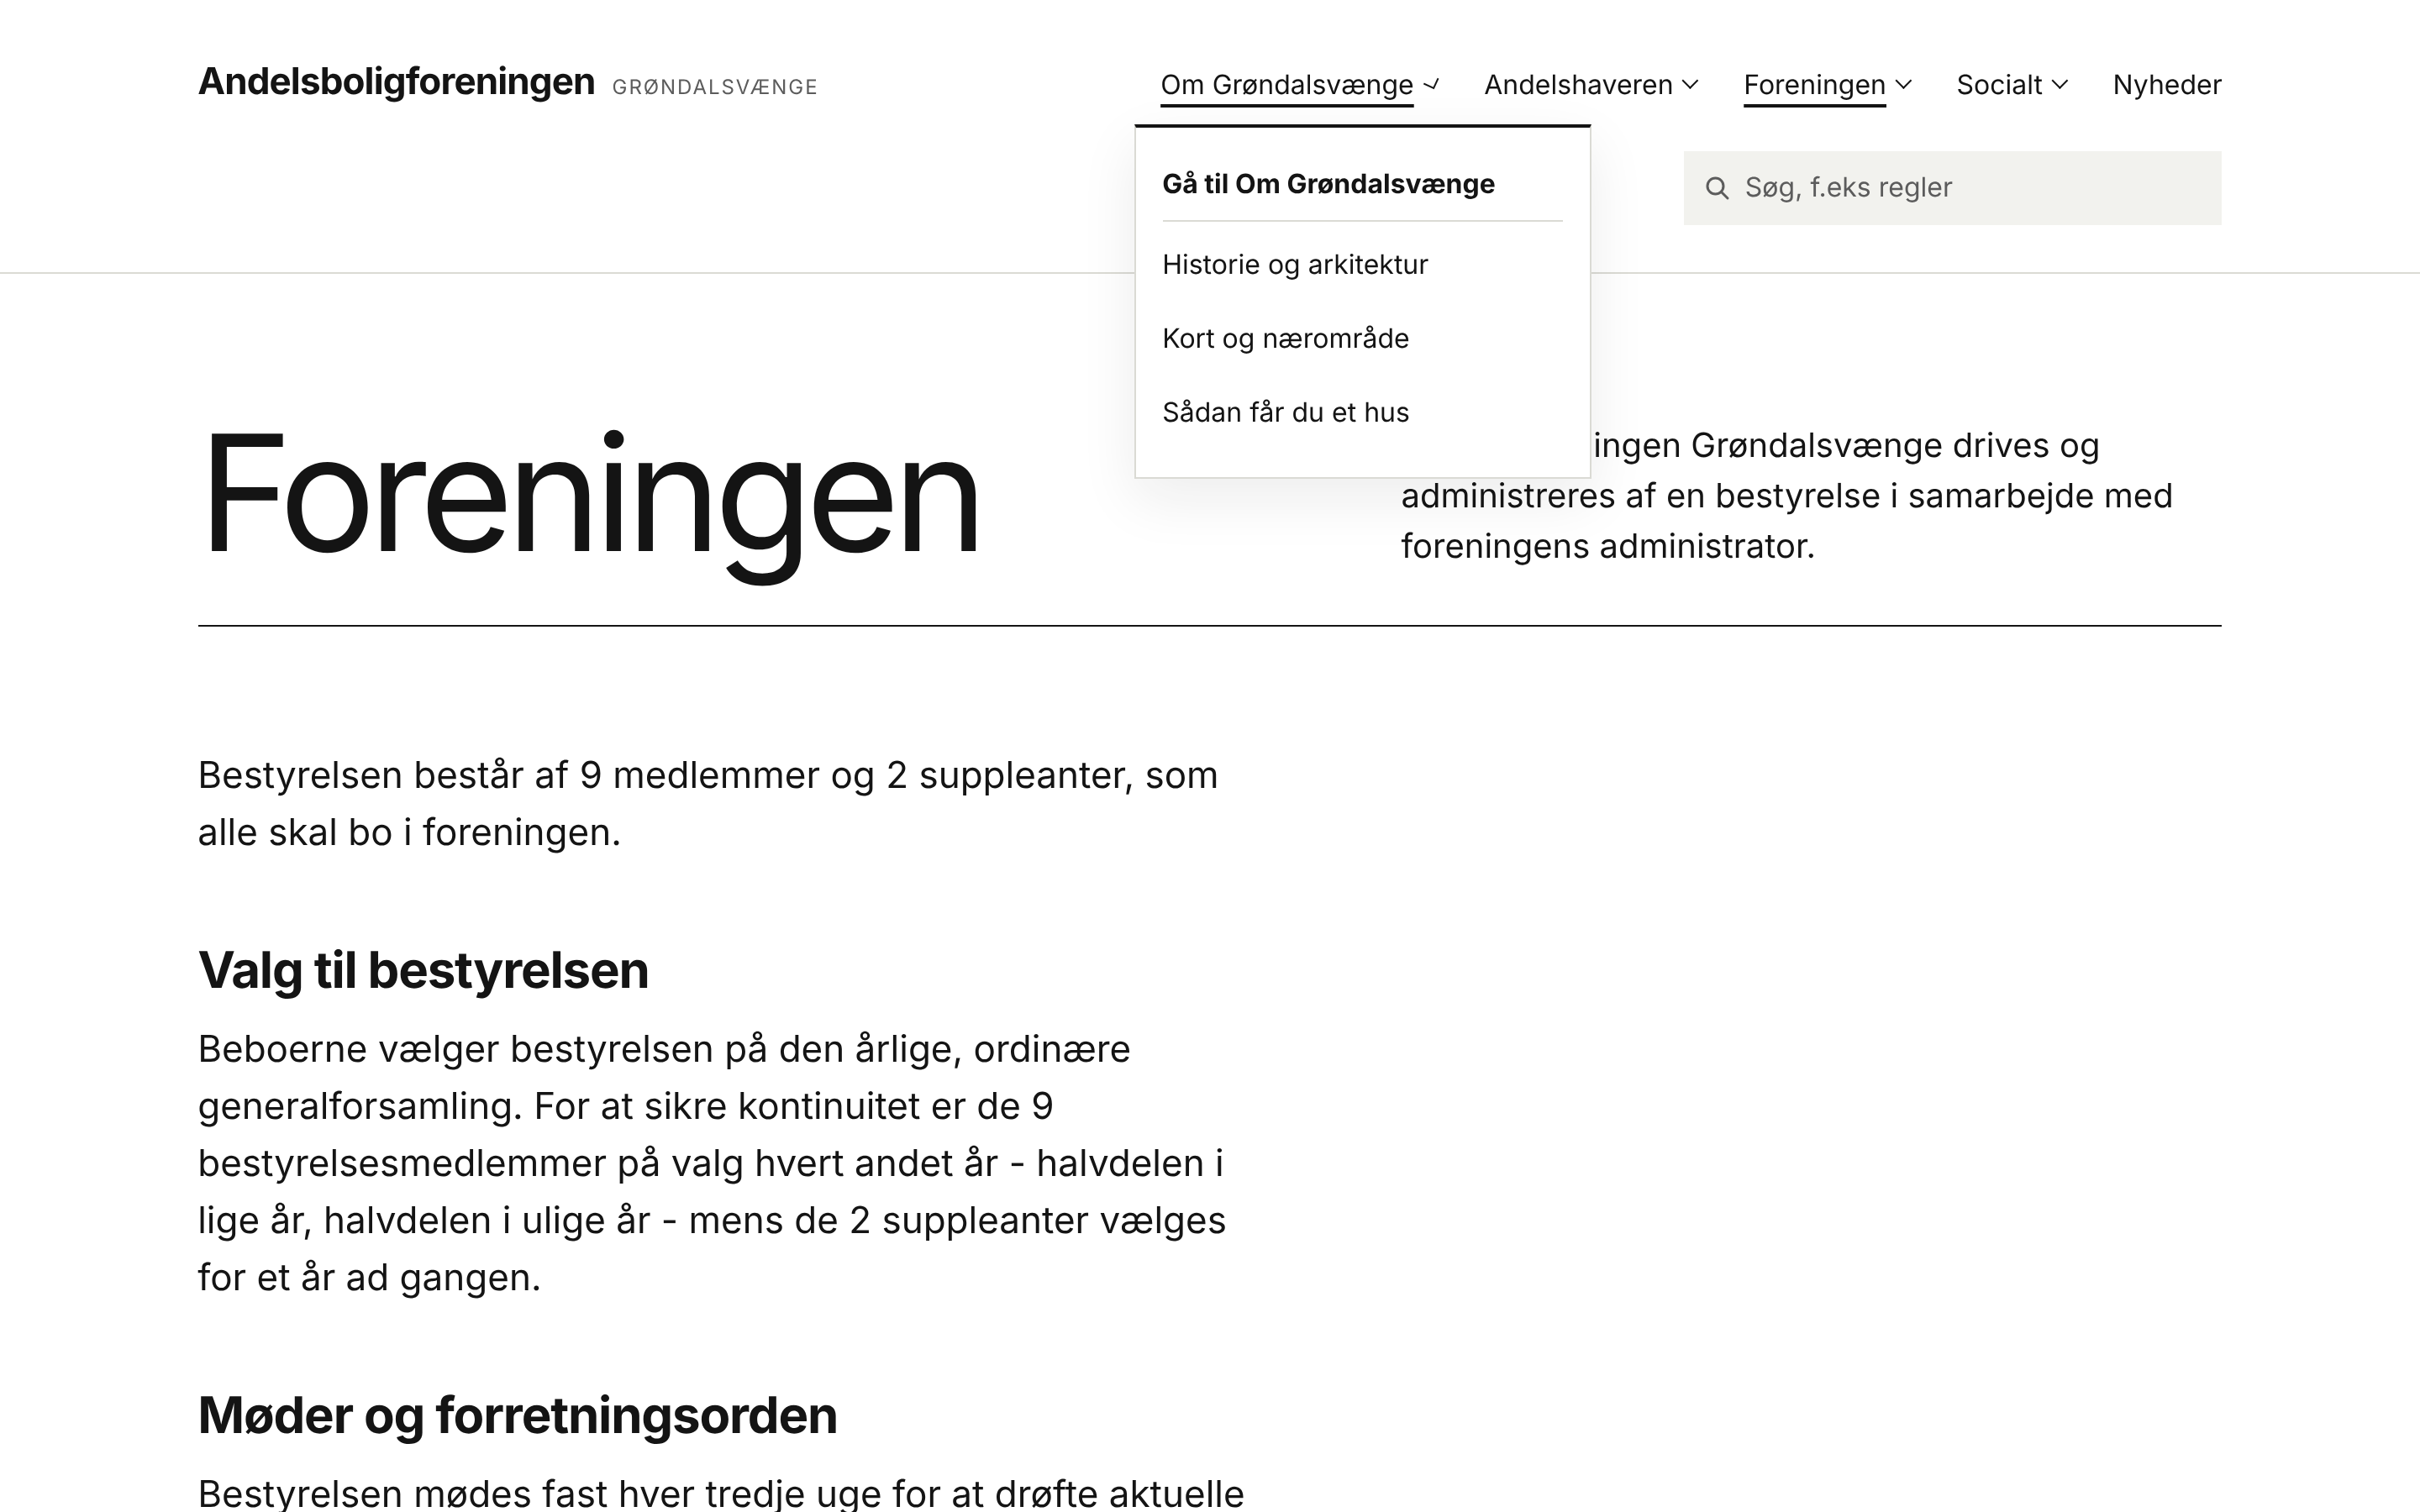 Andelsboligforeningen GRØNDALSVÆNGE
Om Grøndalsvænge Andelshaveren Foreningen Socialt Nyheder
Søg, f.eks regler
Gå til Om Grøndalsvænge
Historie og arkitektur
Kort og nærområde
Sådan får du et hus
Foreningen
Grøndalsvænge drives og
administreres af en bestyrelse i samarbejde med
foreningens administrator.
Bestyrelsen består af 9 medlemmer og 2 suppleanter, som
alle skal bo i foreningen.
Valg til bestyrelsen
Beboerne vælger bestyrelsen på den årlige, ordinære
generalforsamling. For at sikre kontinuitet er de 9
bestyrelsesmedlemmer på valg hvert andet år - halvdelen i
lige år, halvdelen i ulige år - mens de 2 suppleanter vælges
for et år ad gangen.
Møder og forretningsorden
Bestyrelsen mødes fast hver tredje uge for at drøfte aktuelle